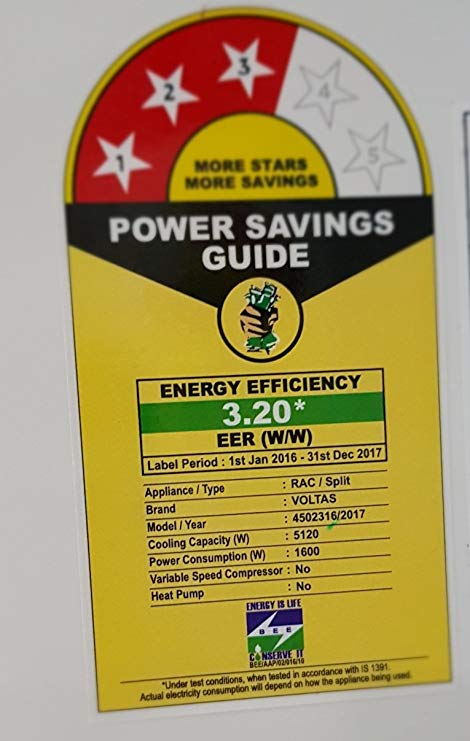 1
2
3
4
5
MORE STARS
MORE SAVINGS
POWER SAVINGS
GUIDE
ENERGY EFFICIENCY
3.20*
EER (W/W)
Label Period : 1st Jan 2016 - 31st Dec 2017
Appliance / Type : RAC / Split
Brand : VOLTAS
Model / Year : 4502316/2017
Cooling Capacity (W) : 5120
Power Consumption (W) : 1600
Variable Speed Compressor : No
Heat Pump : No
ENERGY IS LIFE
BEE
CONSERVE IT
BEE/AAP/02/016/10
*Under test conditions, when tested in accordance with IS 1391.
Actual electricity consumption will depend on how the appliance being used.